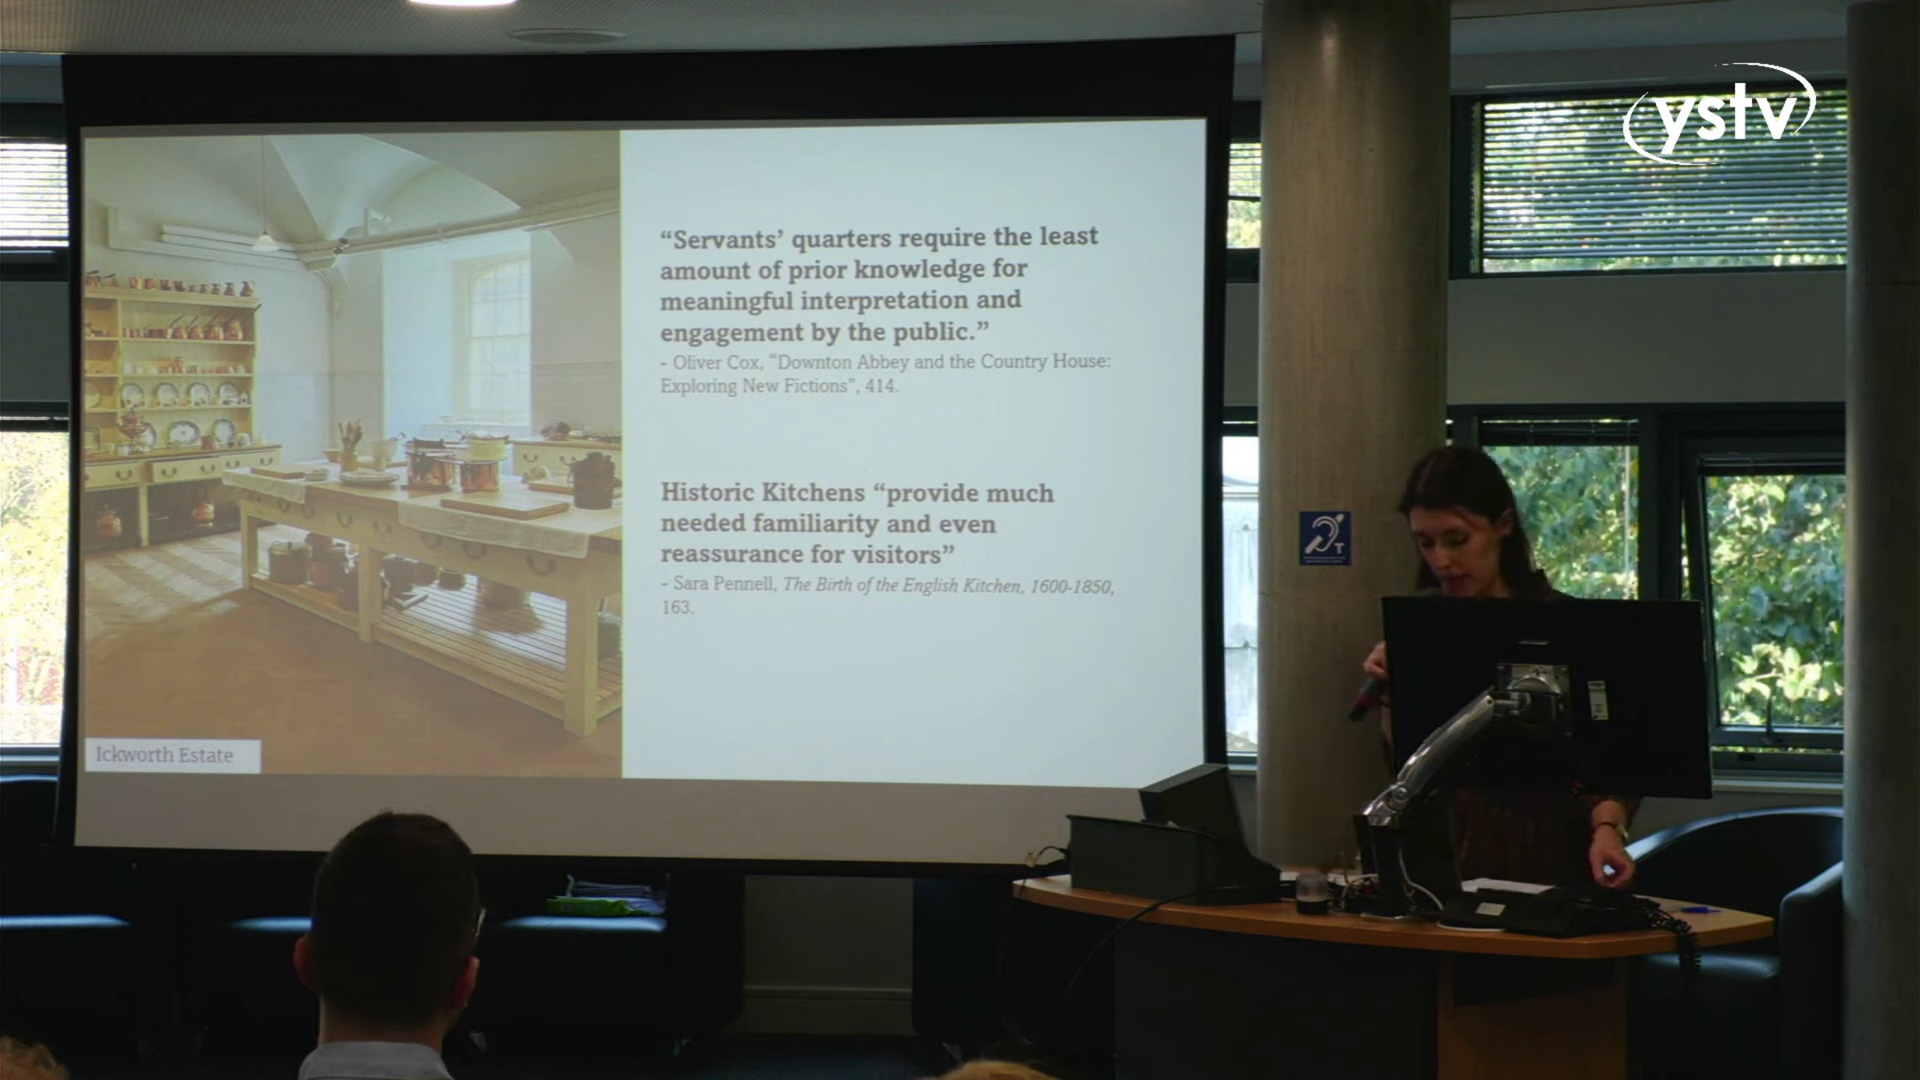 ystv
“Servants’ quarters require the least
amount of prior knowledge for
meaningful interpretation and
engagement by the public.”
- Oliver Cox, “Downton Abbey and the Country House:
Exploring New Fictions”, 414.
Historic Kitchens “provide much
needed familiarity and even
reassurance for visitors”
- Sara Pennell, The Birth of the English Kitchen, 1600-1850,
163.
Ickworth Estate
T